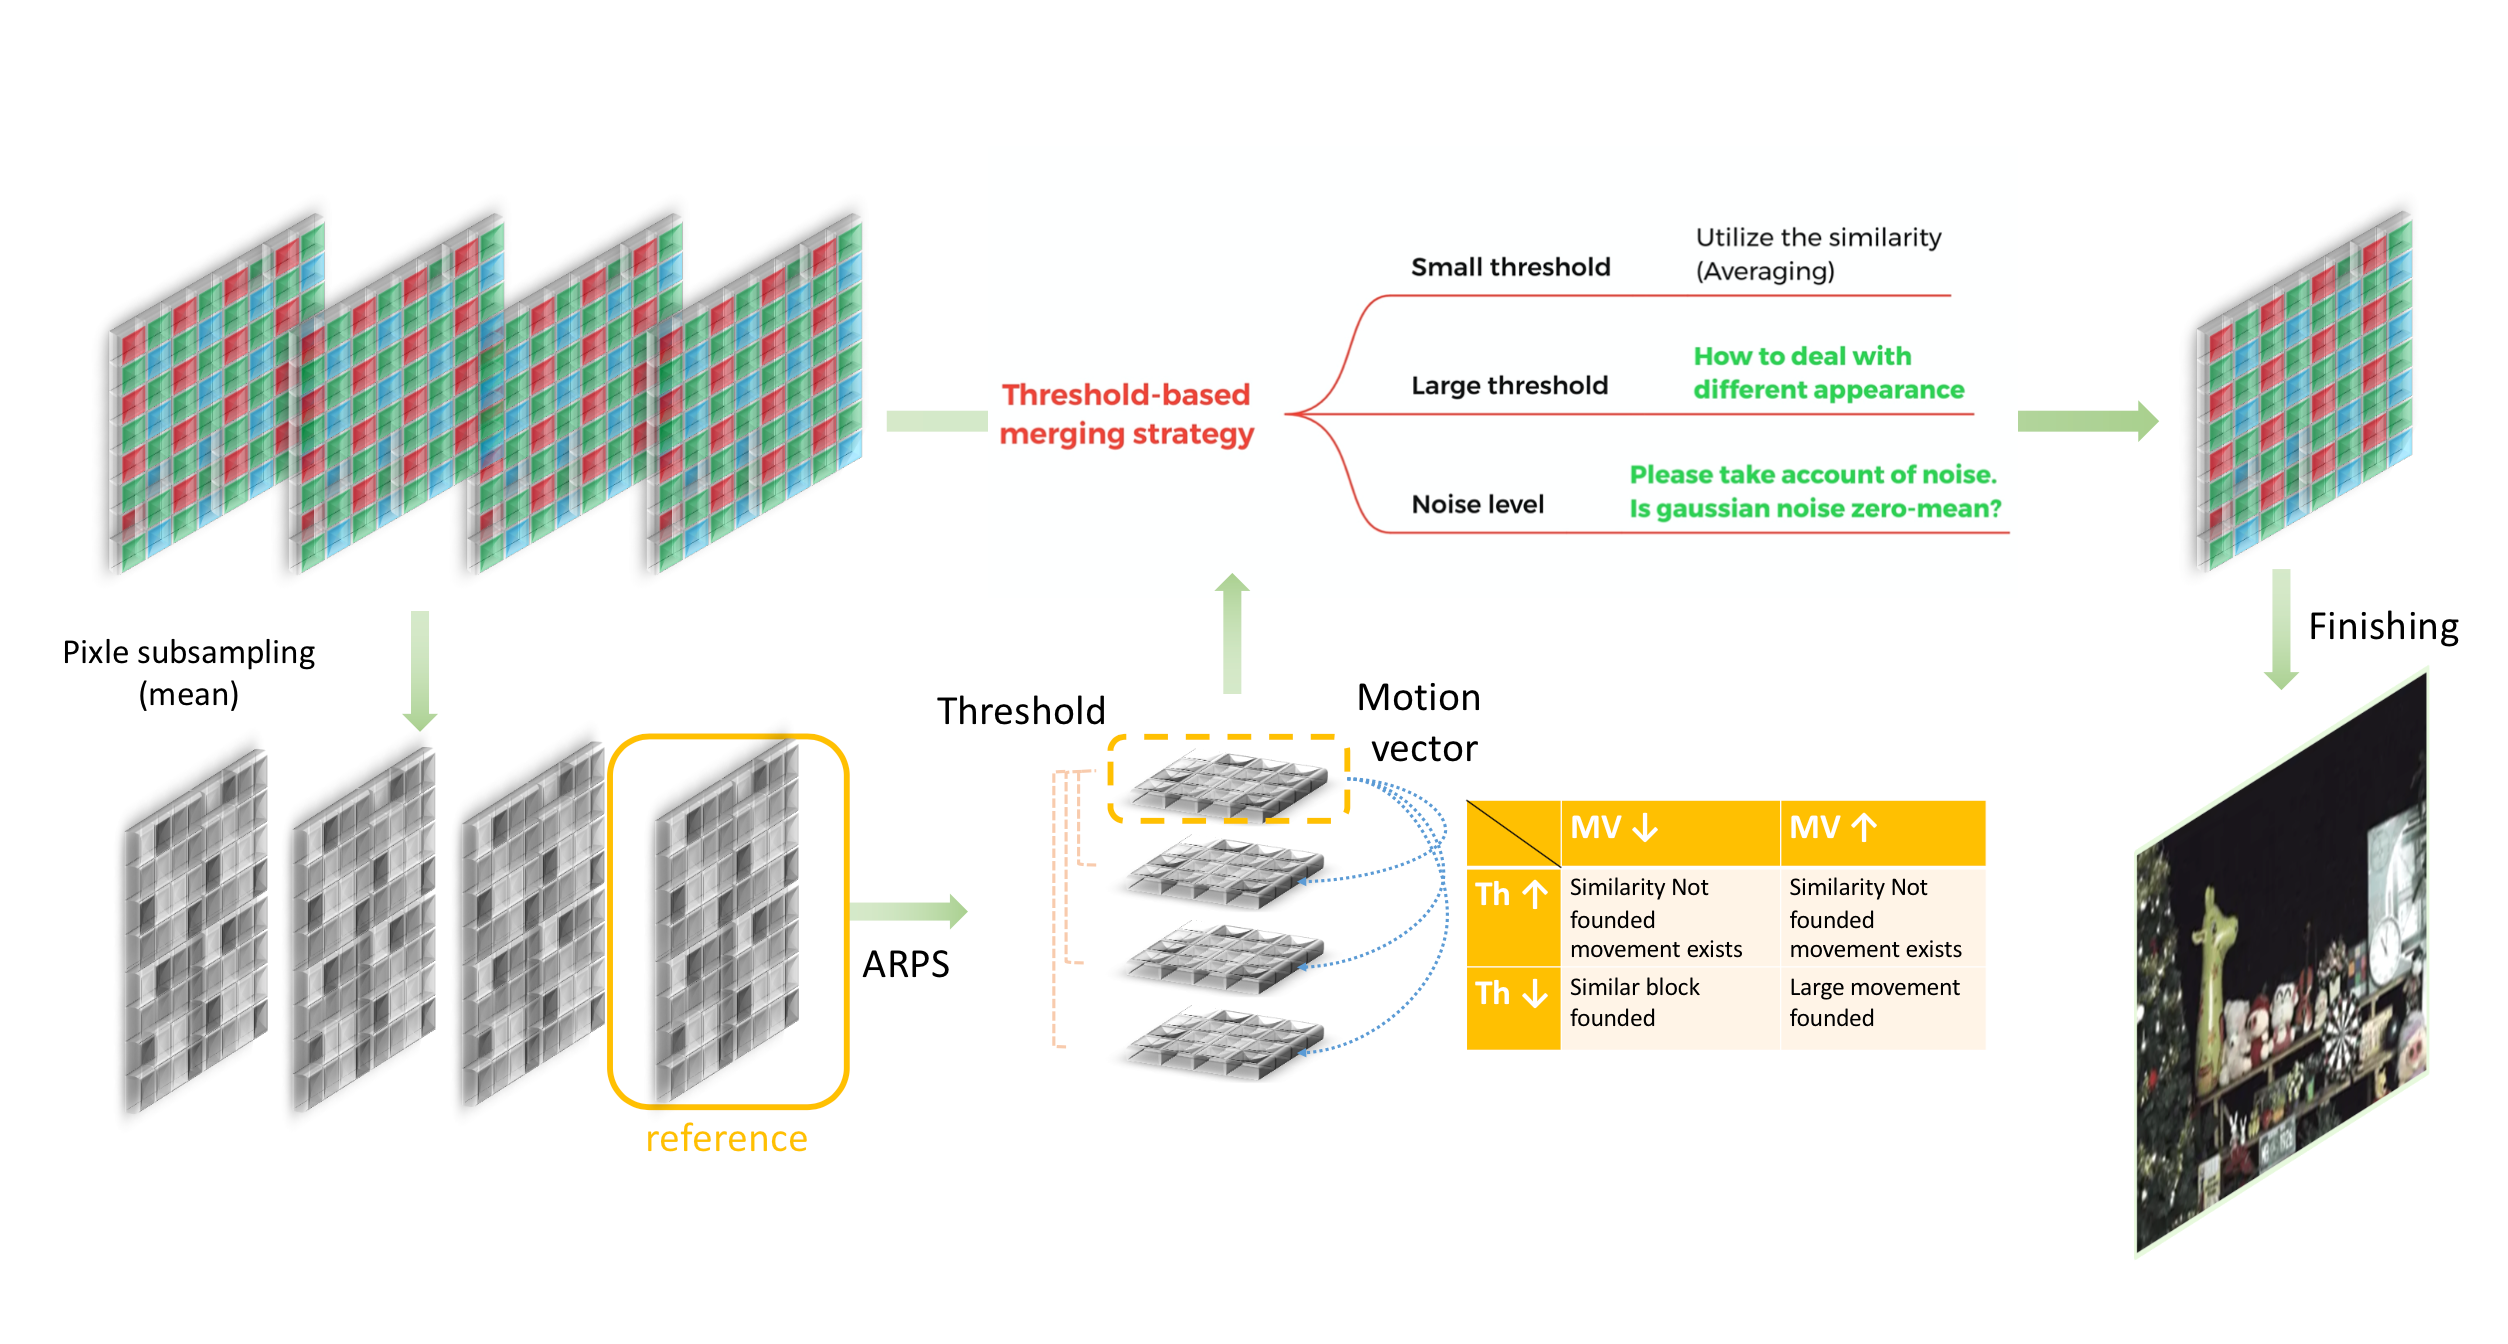 Utilize the similarity
(Averaging)
Small threshold
How to deal with
different appearance
Large threshold
Threshold-based
merging strategy
Please take account of noise.
Is gaussian noise zero-mean?
Noise level
Pixle subsampling
(mean)
Finishing
Threshold
Motion
vector
MV ↓
MV ↑
Th ↑
Similarity Not
founded
movement exists
Similarity Not
founded
movement exists
Th ↓
Similar block
founded
Large movement
founded
ARPS
reference